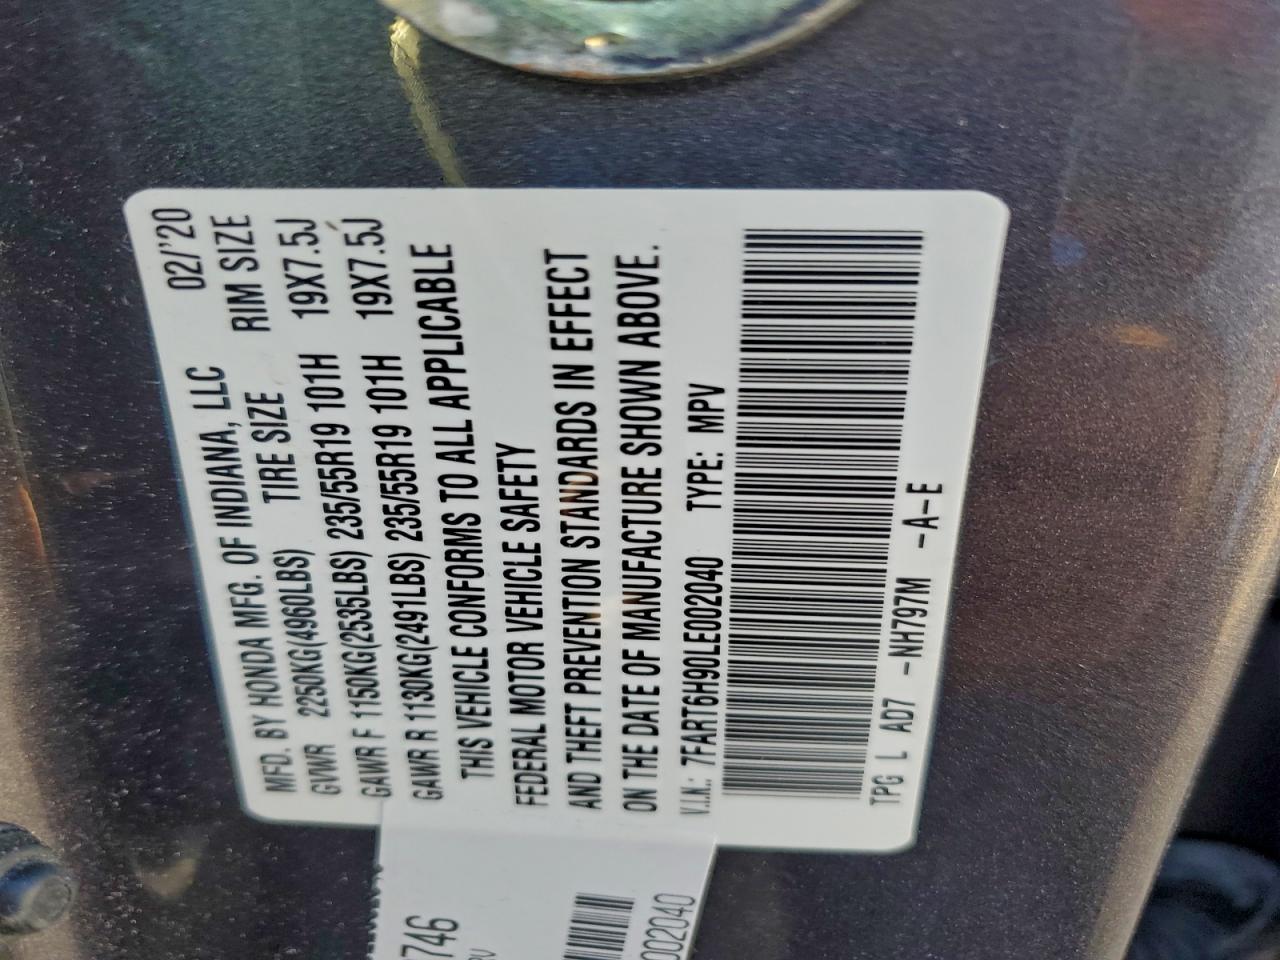 MFD. BY HONDA MFG. OF INDIANA, LLC 02/'20
GVWR 2250KG(4960LBS) TIRE SIZE RIM SIZE
GAWR F 1150KG(2535LBS) 235/55R19 101H 19X7.5J
GAWR R 1130KG(2491LBS) 235/55R19 101H 19X7.5J
THIS VEHICLE CONFORMS TO ALL APPLICABLE
FEDERAL MOTOR VEHICLE SAFETY
AND THEFT PREVENTION STANDARDS IN EFFECT
ON THE DATE OF MANUFACTURE SHOWN ABOVE.
V.I.N.: 7FART6H90LE002040 TYPE: MPV
TPG L AD7 -NH797M -A-E
746
002040